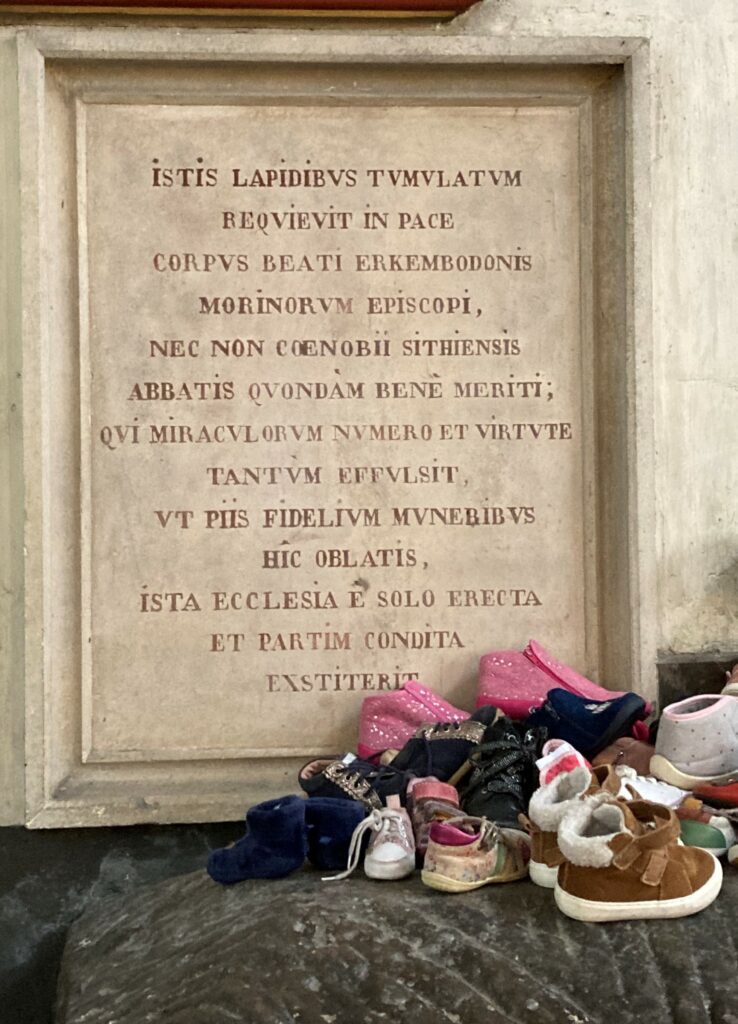 ISTIS LAPIDIBVS TVMVLATVM
REQVIEVIT IN PACE
CORPVS BEATI ERKEMBODONIS
MORINORVM EPISCOPI,
NEC NON CŒNOBII SITHIENSIS
ABBATIS QVONDÀM BENÈ MERITI;
QVI MIRACVLORVM NVMERO ET VIRTVTE
TANTVM EFFVLSIT,
VT PIIS FIDELIVM MVNERIBVS
HÎC OBLATIS,
ISTA ECCLESIA È SOLO ERECTA
ET PARTIM CONDITA
EXSTITERIT